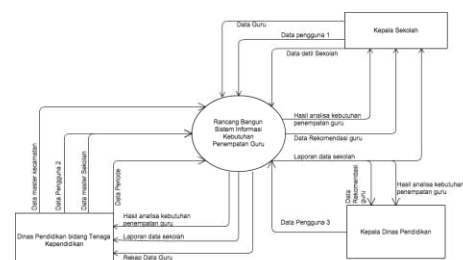 Data Guru
Data pengguna 1
Data detil Sekolah
Kepala Sekolah
Rancang Bangun
Sistem Informasi
Kebutuhan
Penempatan Guru
Hasil analisa kebutuhan
penempatan guru
Data Rekomendasi guru
Laporan data sekolah
Data master kecamatan
Data Pengguna 2
Data master Sekolah
Data Periode
Data
Rekomendasi
guru
Hasil analisa kebutuhan
penempatan guru
Dinas Pendidikan bidang Tenaga
Kependidikan
Hasil analisa kebutuhan
penempatan guru
Laporan data sekolah
Rekap Data Guru
Data Pengguna 3
Kepala Dinas Pendidikan